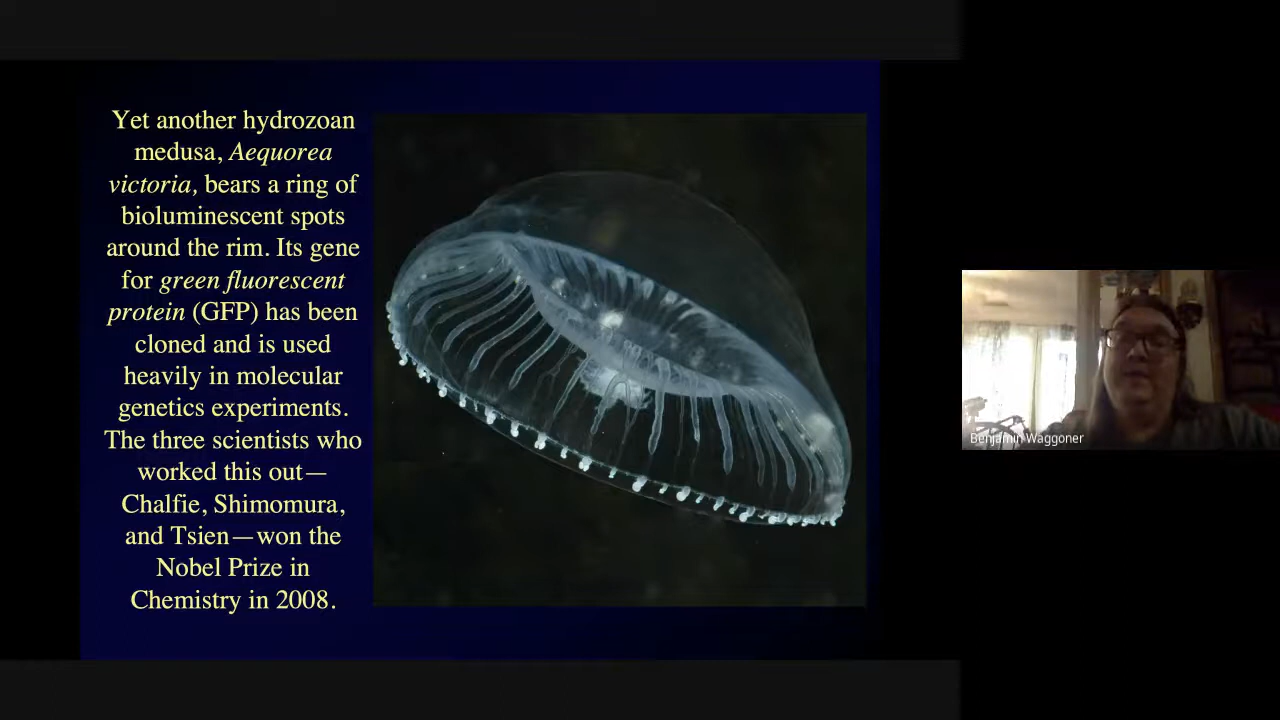 Yet another hydrozoan
medusa, Aequorea
victoria, bears a ring of
bioluminescent spots
around the rim. Its gene
for green fluorescent
protein (GFP) has been
cloned and is used
heavily in molecular
genetics experiments.
The three scientists who
worked this out—
Chalfie, Shimomura,
and Tsien—won the
Nobel Prize in
Chemistry in 2008.
Benjamin Waggoner